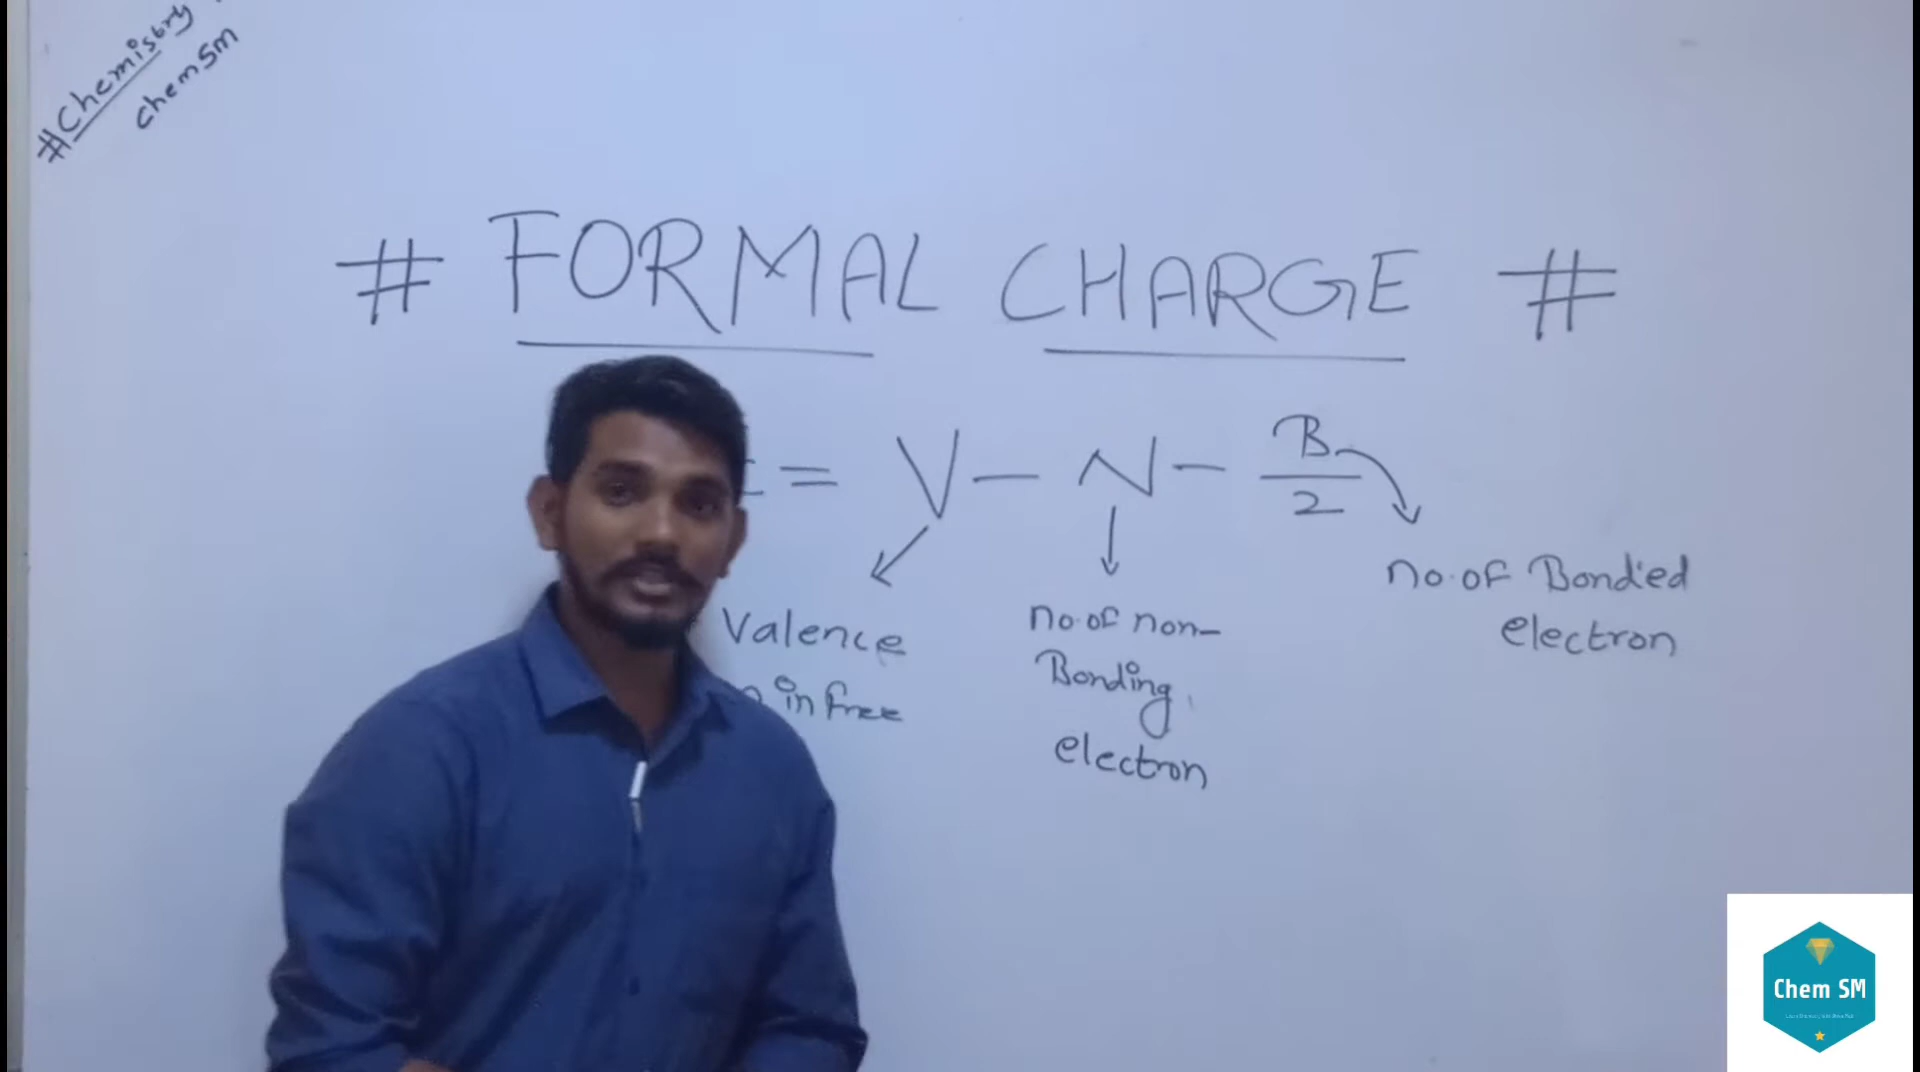 #Chemistry
chemsm
# FORMAL CHARGE #
= V - N - B/2
Valence
in free
no. of non-
Bonding
electron
no. of Bonded
electron
Chem SM